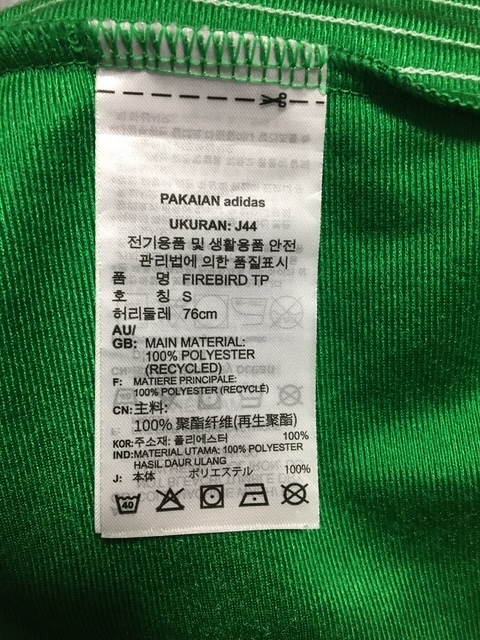 PAKAIAN adidas
UKURAN: J44
전기용품 및 생활용품 안전
관리법에 의한 품질표시
품 명 FIREBIRD TP
호 칭 S
허리둘레 76cm
AU/
GB: MAIN MATERIAL:
100% POLYESTER
(RECYCLED)
F: MATIERE PRINCIPALE:
100% POLYESTER (RECYCLÉ)
CN:主料:
100% 聚酯纤维(再生聚酯)
KOR:주소재: 폴리에스터 100%
IND:MATERIAL UTAMA: 100% POLYESTER
HASIL DAUR ULANG
J: 本体 ポリエステル 100%
40